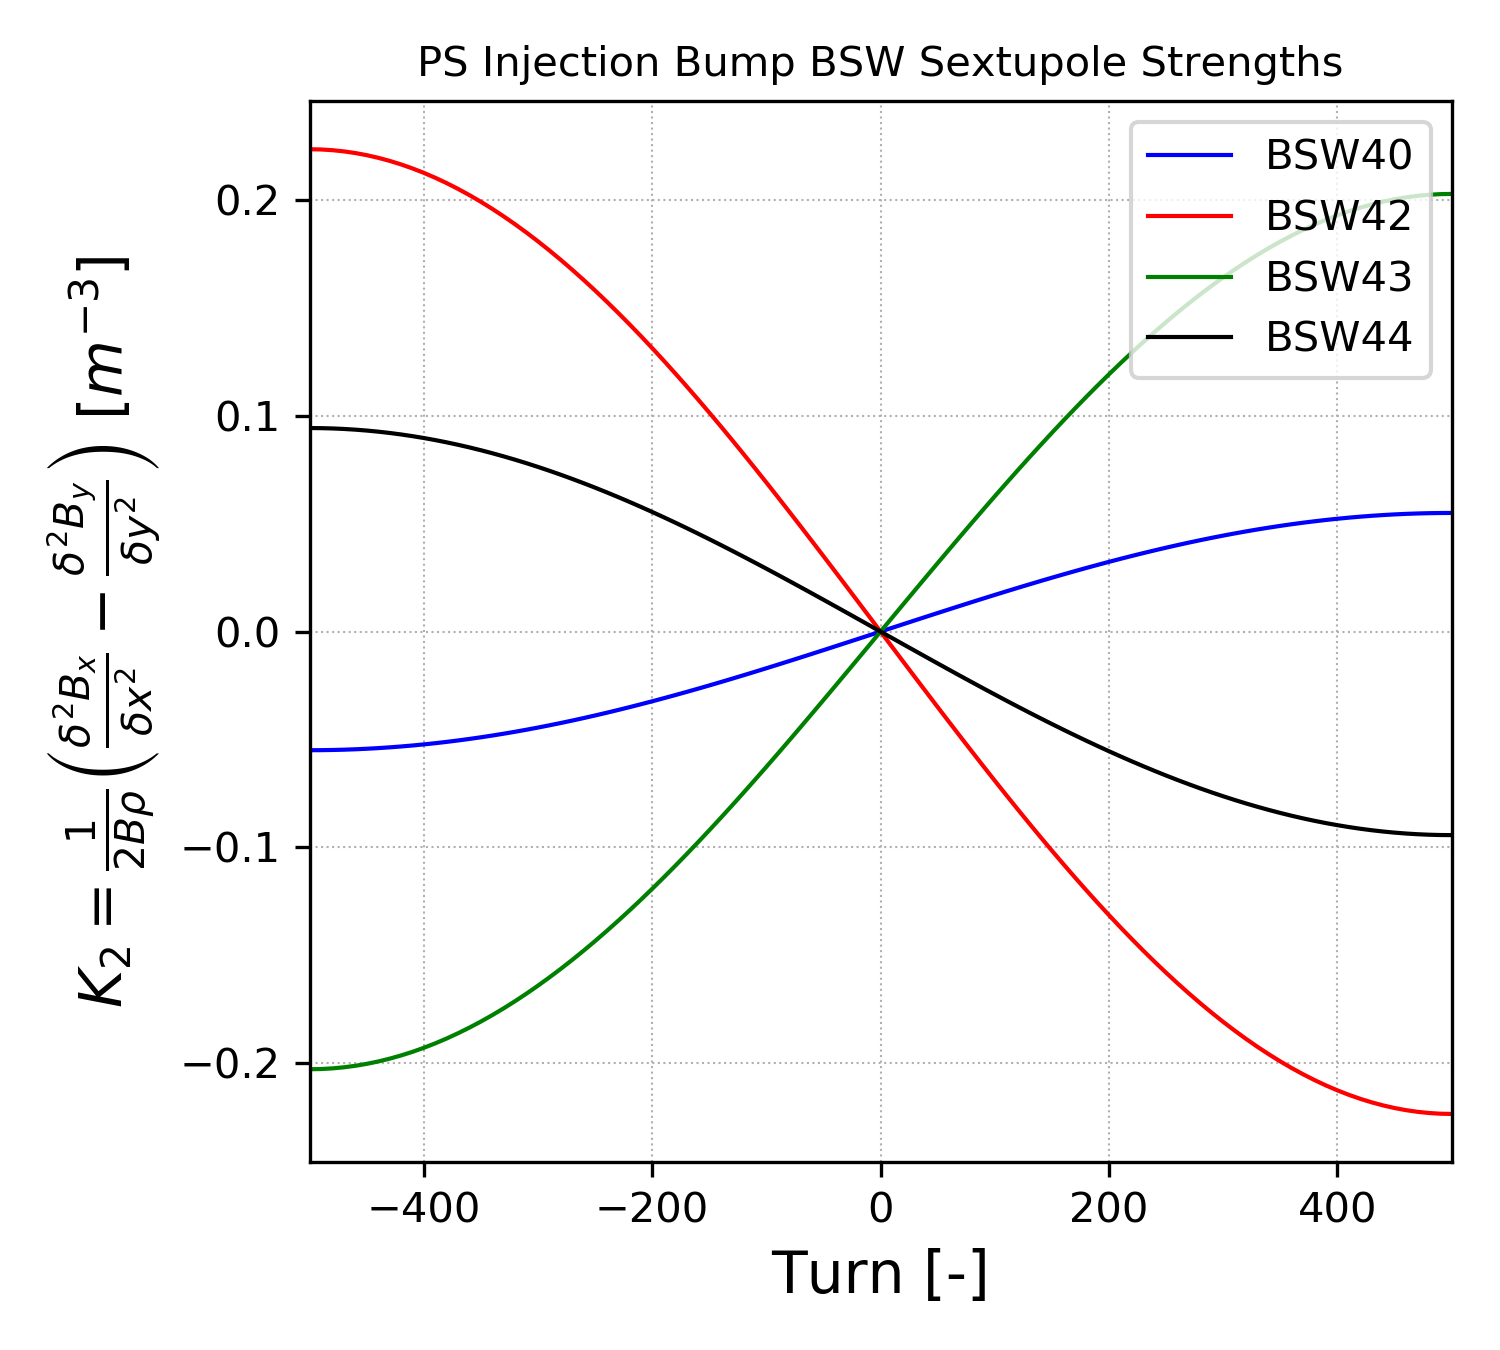 PS Injection Bump BSW Sextupole Strengths
K₂ = 1/2Bρ (δ²Bₓ/δx² − δ²Bᵧ/δy²) [m⁻³]
0.2
0.1
0.0
−0.1
−0.2
BSW40
BSW42
BSW43
BSW44
−400 −200 0 200 400
Turn [-]